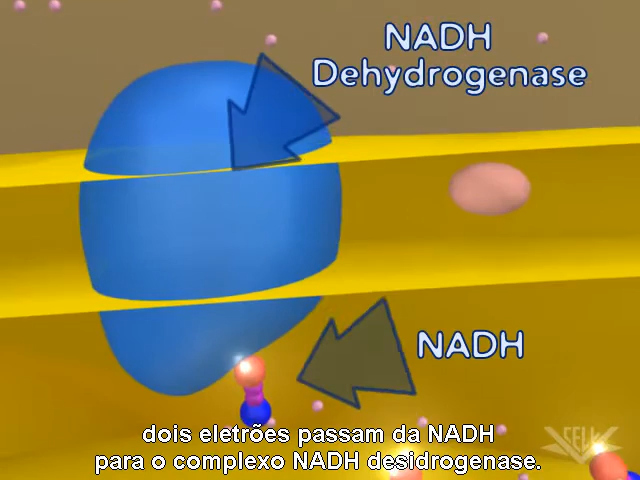 NADH
Dehydrogenase
NADH
dois eletrões passam da NADH
para o complexo NADH desidrogenase.